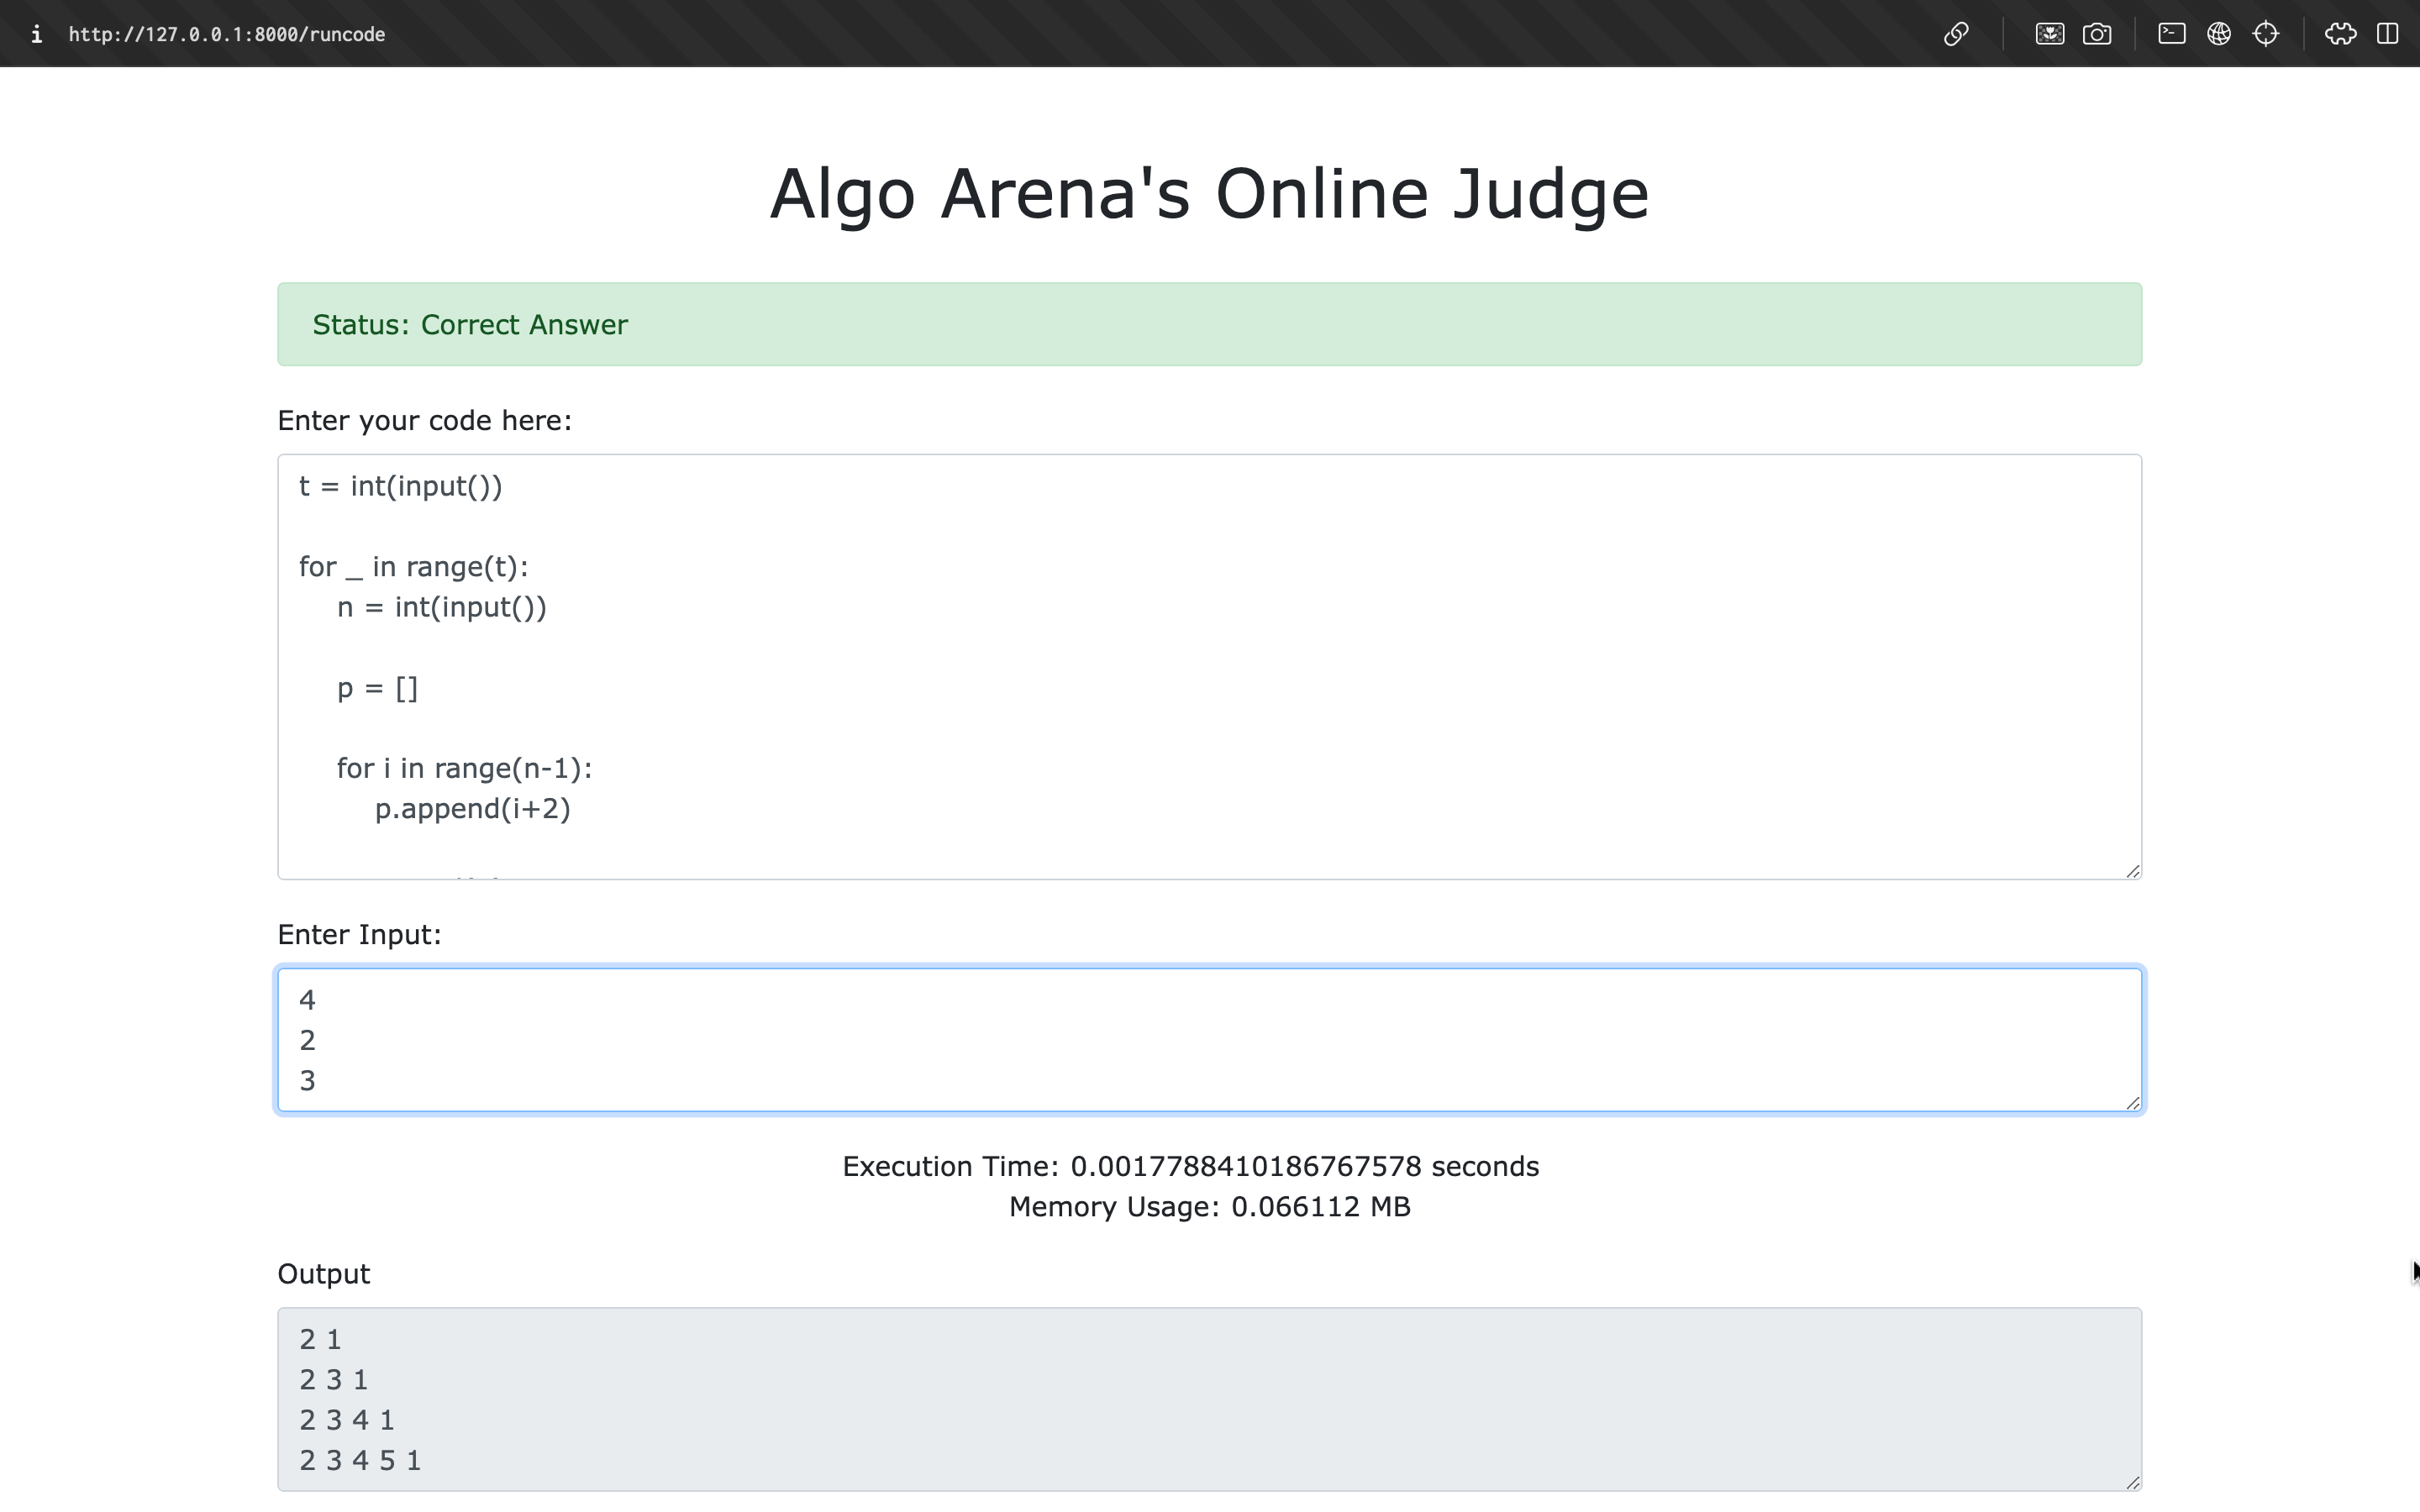 http://127.0.0.1:8000/runcode
Algo Arena's Online Judge
Status: Correct Answer
Enter your code here:
t = int(input())
for _ in range(t):
n = int(input())
p = []
for i in range(n-1):
p.append(i+2)
Enter Input:
4
2
3
Execution Time: 0.0017788410186767578 seconds
Memory Usage: 0.066112 MB
Output
2 1
2 3 1
2 3 4 1
2 3 4 5 1